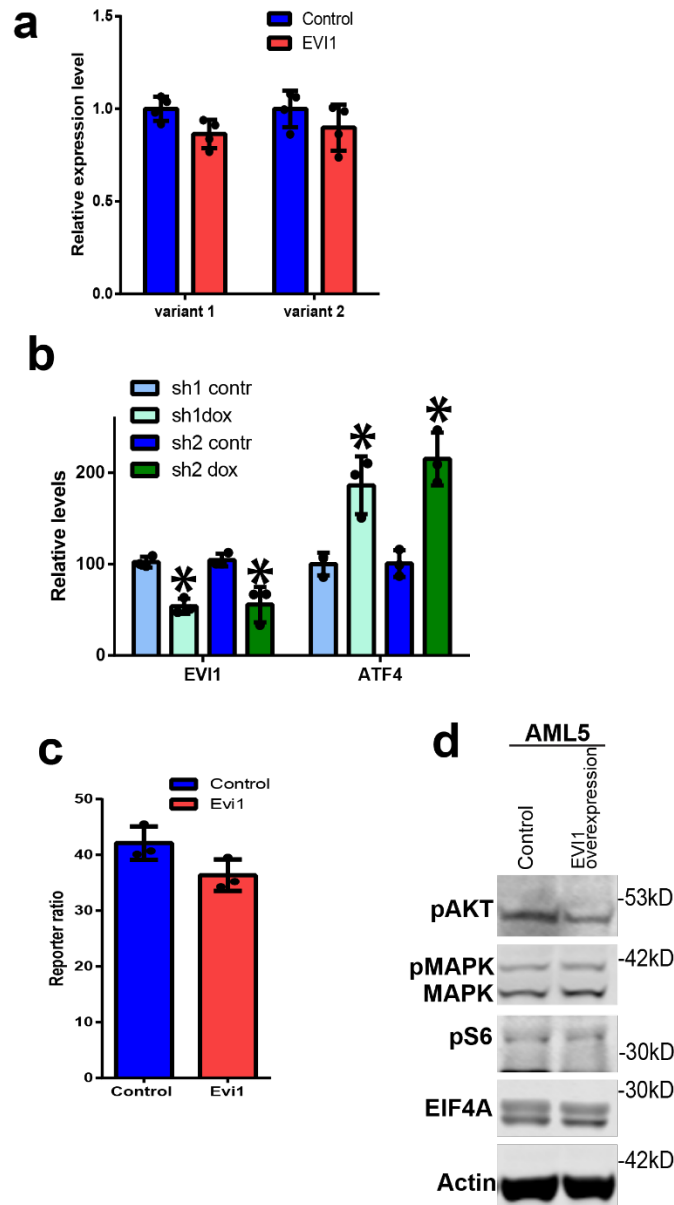 a
Relative expression level
1.5
1.0
0.5
0.0
Control
EVI1
variant 1
variant 2
b
sh1 contr
sh1dox
sh2 contr
sh2 dox
Relative levels
200
100
0
*
*
*
*
EVI1
ATF4
c
Control
Evi1
Reporter ratio
50
40
30
20
10
0
Control
Evi1
d
AML5
Control
EVI1
overexpression
pAKT
-53kD
pMAPK
-42kD
MAPK
pS6
-30kD
EIF4A
-30kD
Actin
-42kD